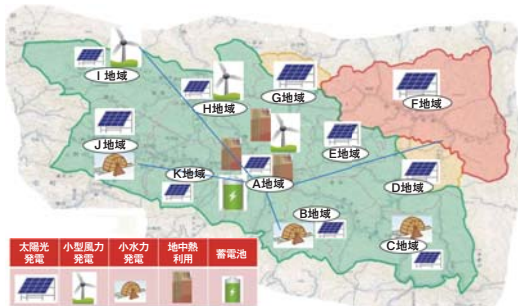 I地域
H地域
G地域
F地域
J地域
E地域
K地域
A地域
D地域
B地域
C地域
太陽光
発電
小型風力
発電
小水力
発電
地中熱
利用
蓄電池